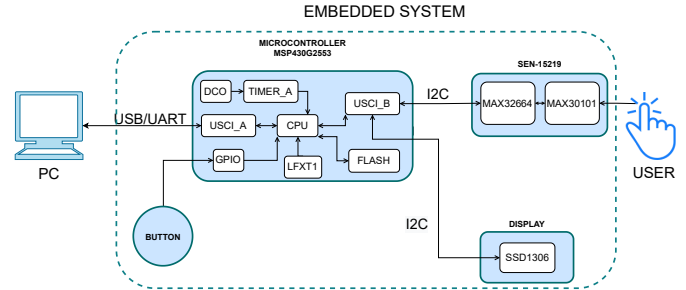 EMBEDDED SYSTEM
MICROCONTROLLER
MSP430G2553
SEN-15219
DCO
TIMER_A
USCI_B
I2C
MAX32664
MAX30101
USB/UART
USCI_A
CPU
GPIO
LFXT1
FLASH
PC
USER
I2C
DISPLAY
BUTTON
SSD1306